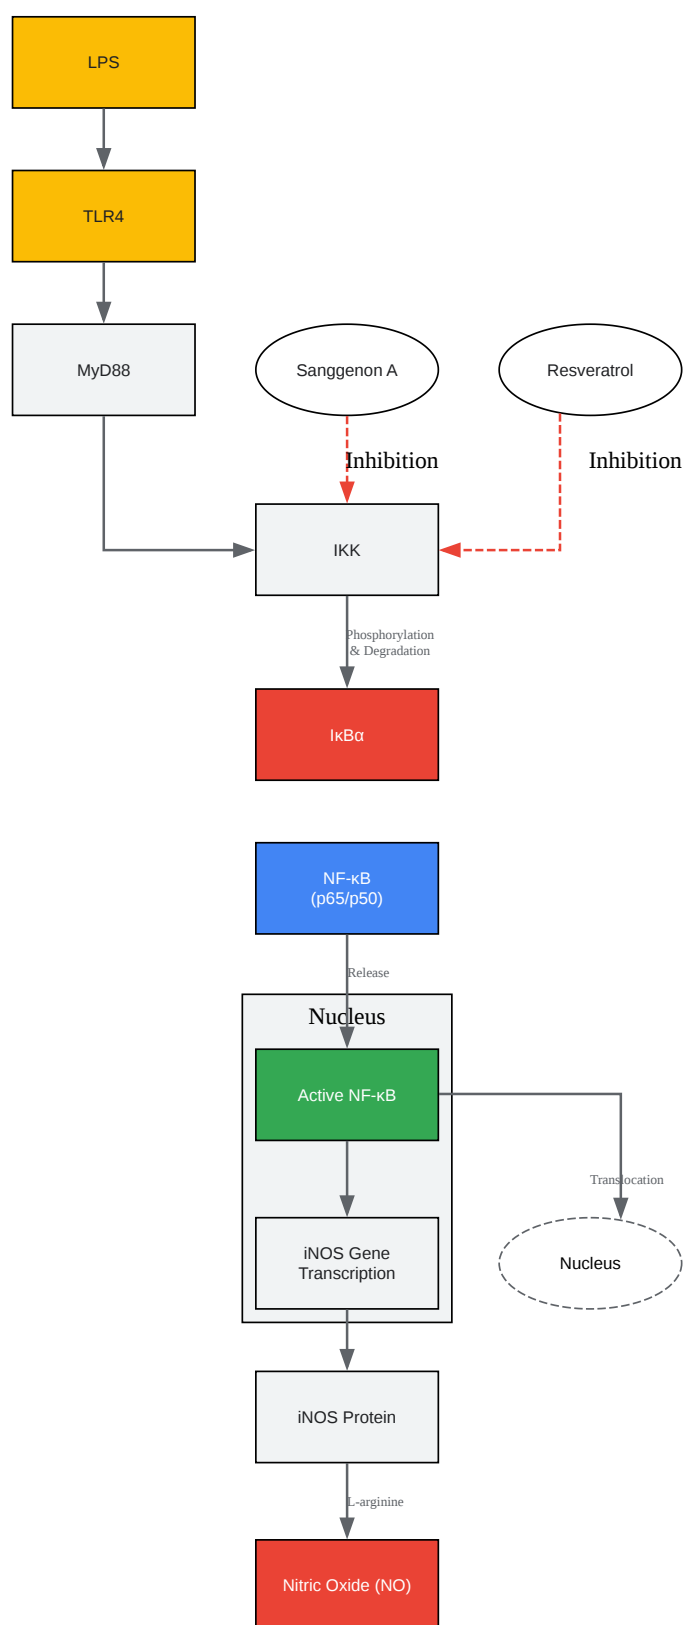 LPS
TLR4
MyD88
Sanggenon A
Resveratrol
Inhibition
Inhibition
IKK
Phosphorylation
& Degradation
IκBα
NF-κB
(p65/p50)
Release
Nucleus
Active NF-κB
Translocation
iNOS Gene
Transcription
Nucleus
iNOS Protein
L-arginine
Nitric Oxide (NO)